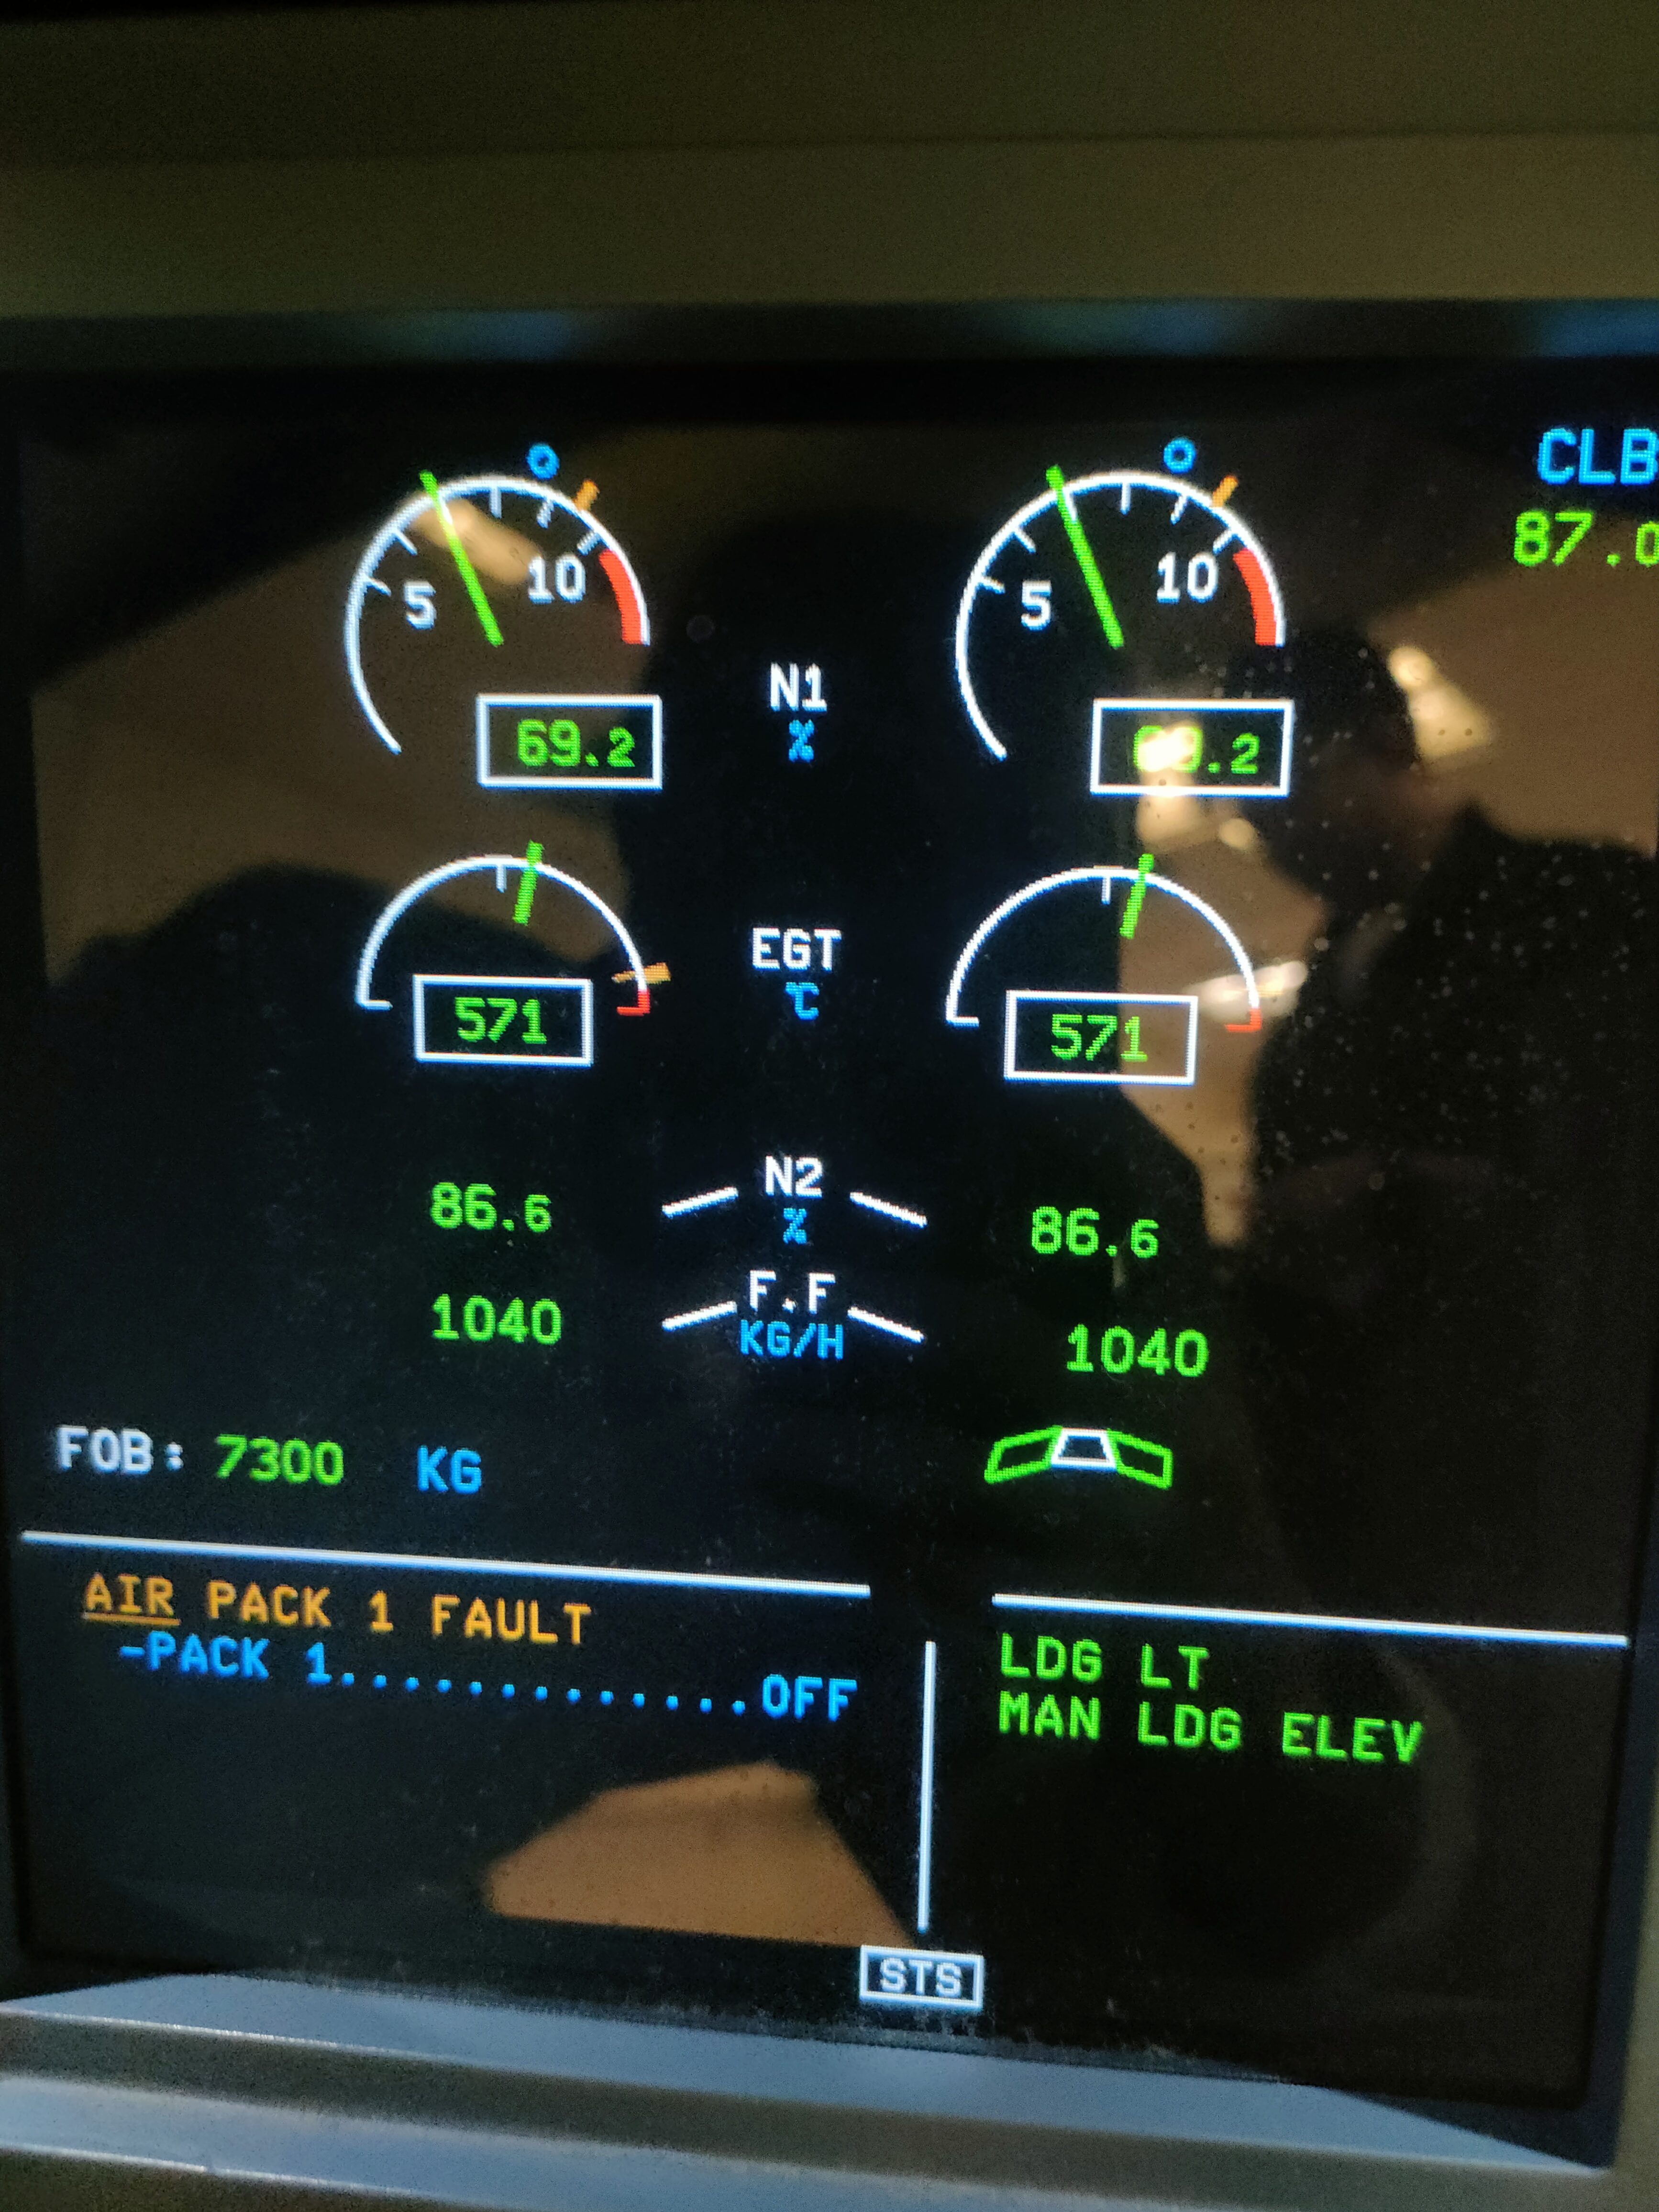 CLB
87.0
5 10
5 10
N1
%
69.2
.2
EGT
°C
571
571
N2
%
86.6
86.6
F.F
KG/H
1040
1040
FOB: 7300 KG
AIR PACK 1 FAULT
-PACK 1.............OFF
LDG LT
MAN LDG ELEV
STS